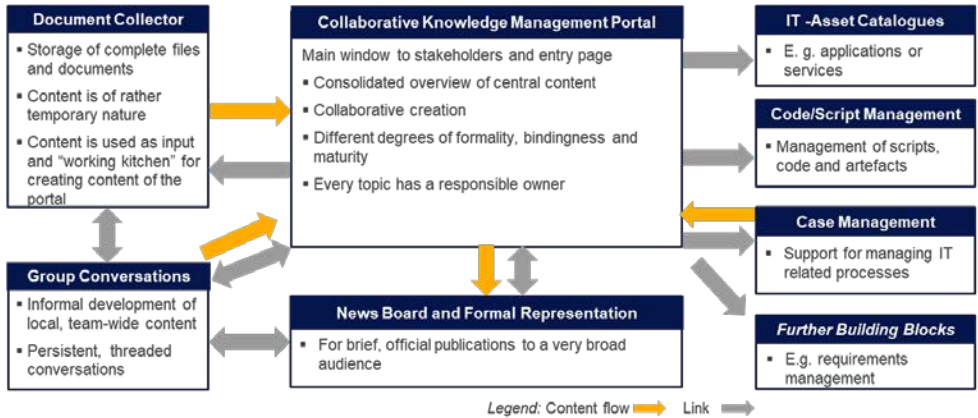 Document Collector
▪ Storage of complete files
and documents
▪ Content is of rather
temporary nature
▪ Content is used as input
and “working kitchen” for
creating content of the
portal
Collaborative Knowledge Management Portal
Main window to stakeholders and entry page
▪ Consolidated overview of central content
▪ Collaborative creation
▪ Different degrees of formality, bindingness and
maturity
▪ Every topic has a responsible owner
IT -Asset Catalogues
▪ E. g. applications or
services
Code/Script Management
▪ Management of scripts,
code and artefacts
Case Management
▪ Support for managing IT
related processes
Group Conversations
▪ Informal development of
local, team-wide content
▪ Persistent, threaded
conversations
News Board and Formal Representation
▪ For brief, official publications to a very broad
audience
Further Building Blocks
▪ E.g. requirements
management
Legend: Content flow Link